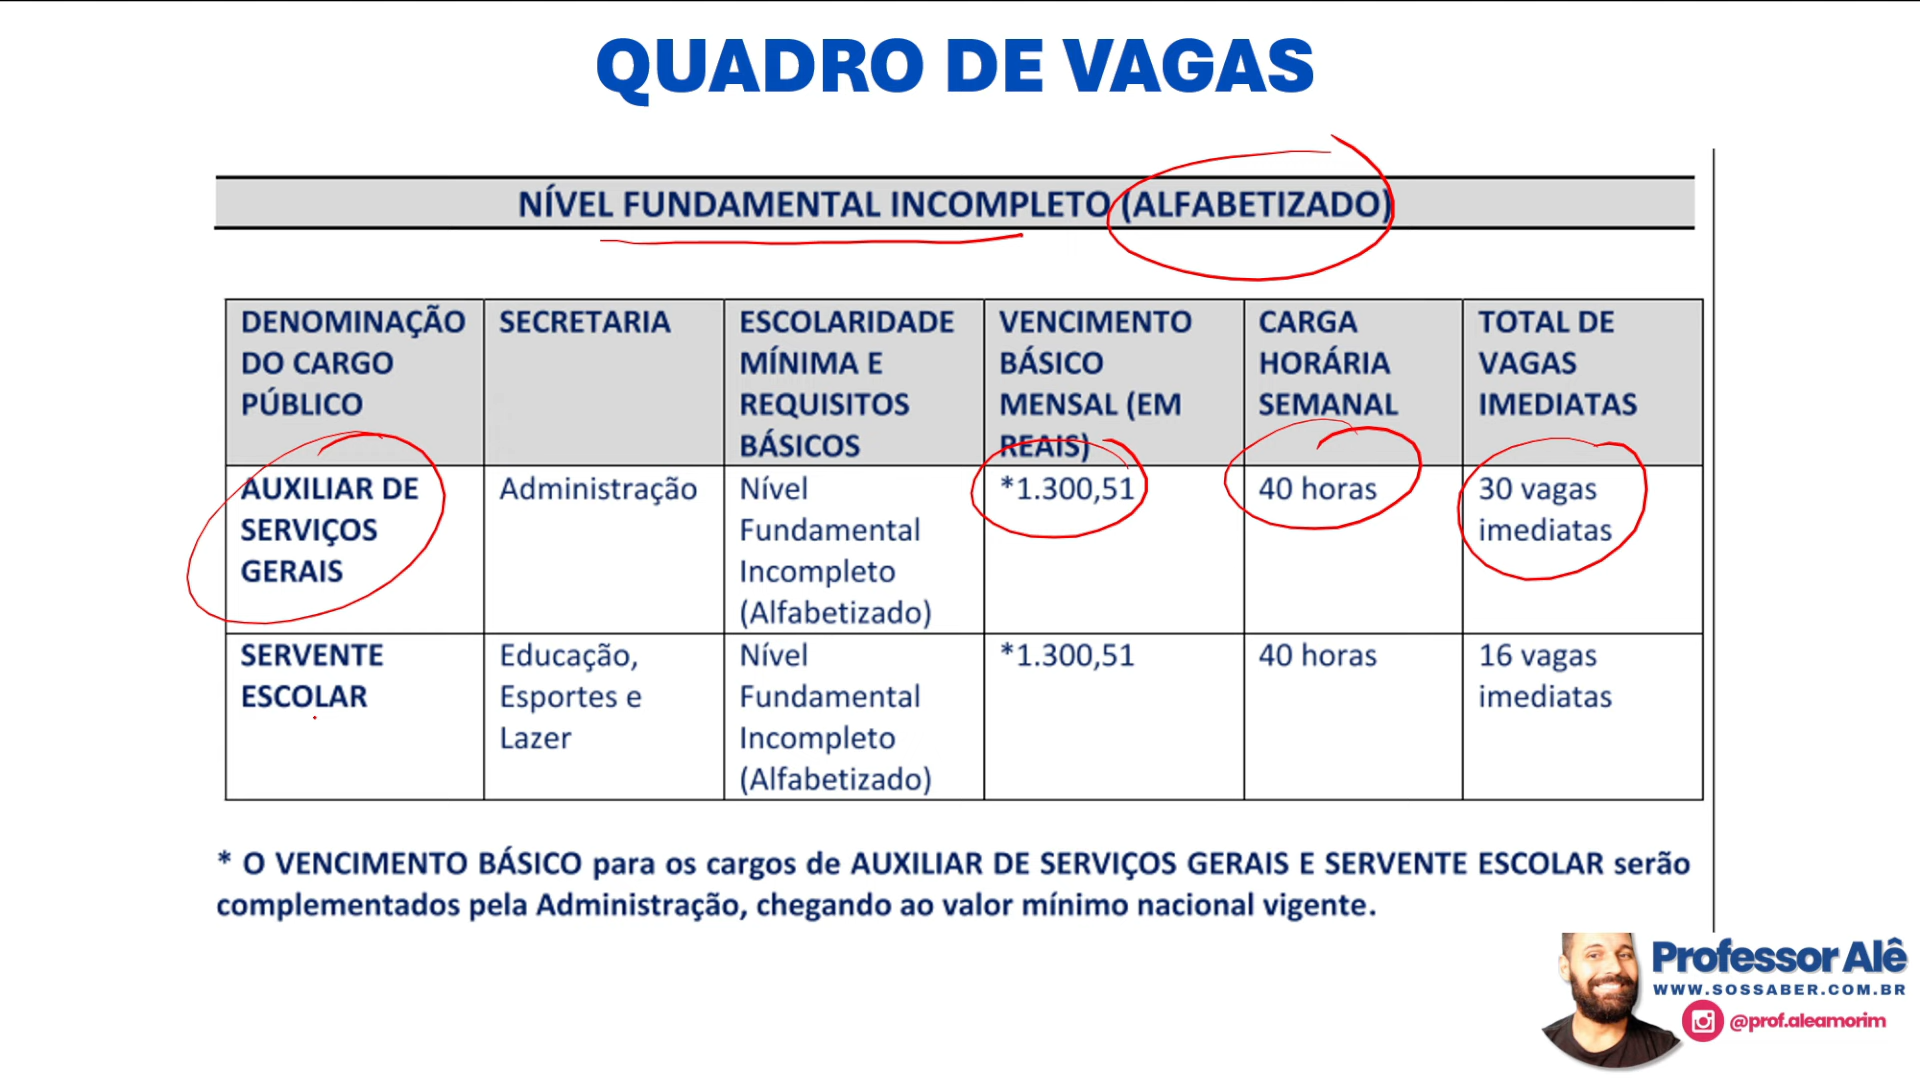 QUADRO DE VAGAS
NÍVEL FUNDAMENTAL INCOMPLETO (ALFABETIZADO)
DENOMINAÇÃO
DO CARGO
PÚBLICO
SECRETARIA
ESCOLARIDADE
MÍNIMA E
REQUISITOS
BÁSICOS
VENCIMENTO
BÁSICO
MENSAL (EM
REAIS)
CARGA
HORÁRIA
SEMANAL
TOTAL DE
VAGAS
IMEDIATAS
AUXILIAR DE
SERVIÇOS
GERAIS
Administração
Nível
Fundamental
Incompleto
(Alfabetizado)
*1.300,51
40 horas
30 vagas
imediatas
SERVENTE
ESCOLAR
Educação,
Esportes e
Lazer
Nível
Fundamental
Incompleto
(Alfabetizado)
*1.300,51
40 horas
16 vagas
imediatas
* O VENCIMENTO BÁSICO para os cargos de AUXILIAR DE SERVIÇOS GERAIS E SERVENTE ESCOLAR serão
complementados pela Administração, chegando ao valor mínimo nacional vigente.
Professor Alê
WWW.SOSSABER.COM.BR
@prof.aleamorim